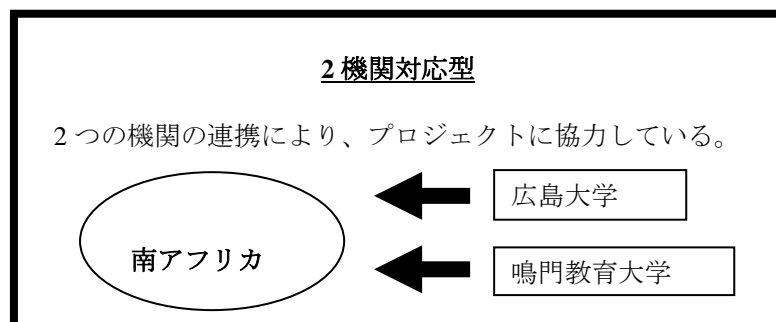 2機関対応型
2つの機関の連携により、プロジェクトに協力している。
広島大学
南アフリカ
鳴門教育大学